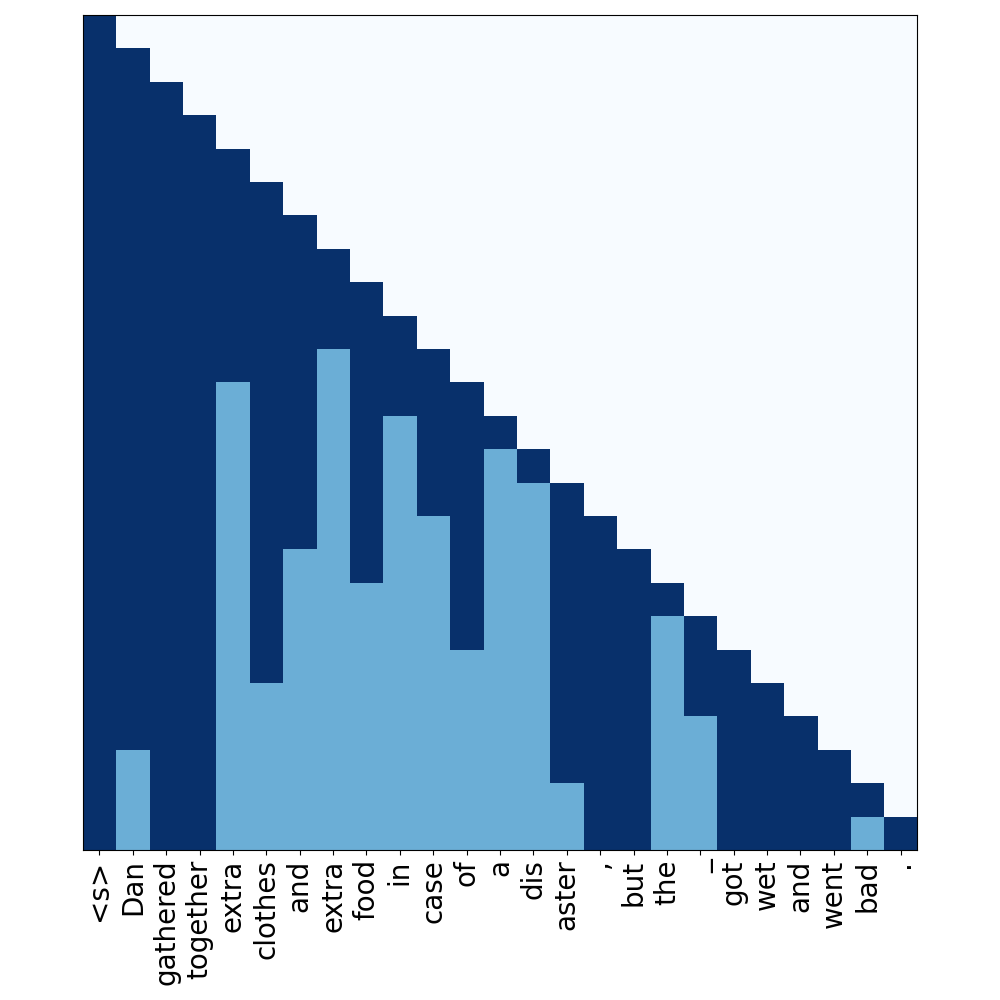 <s>
Dan
gathered
together
extra
clothes
and
extra
food
in
case
of
a
dis
aster
,
but
the
_
got
wet
and
went
bad
.